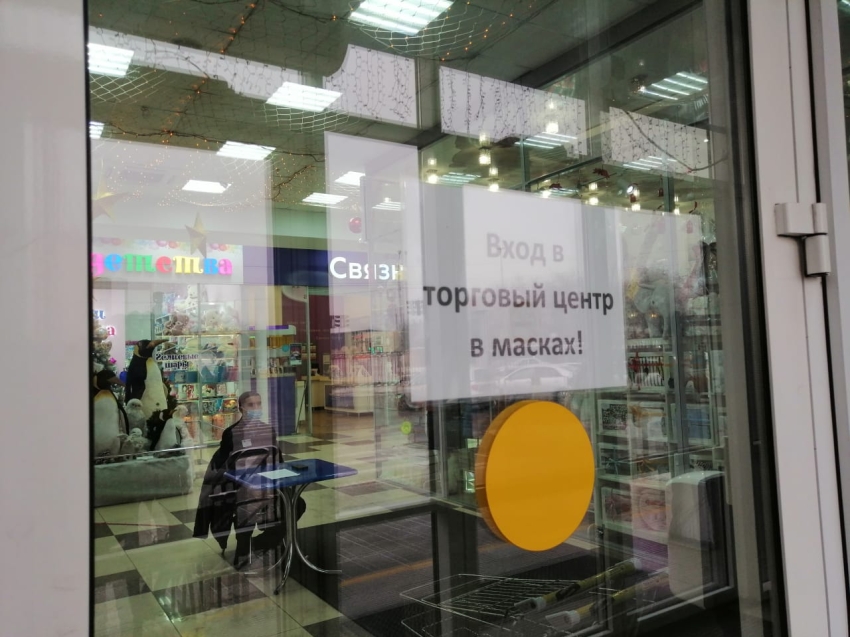 детства
Связн
Вход в
торговый центр
в масках!